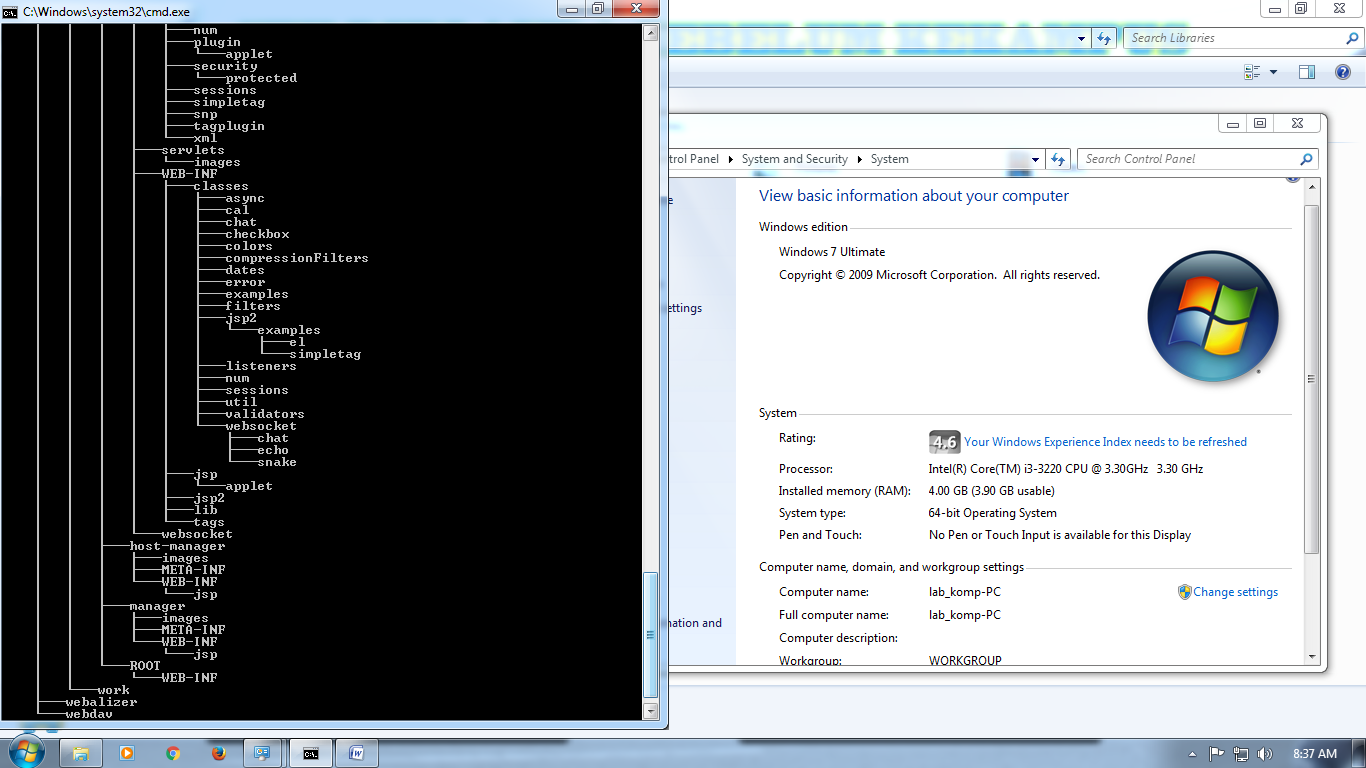 C:\Windows\system32\cmd.exe
num
plugin
applet
security
protected
sessions
simpletag
snp
tagplugin
xml
servlets
images
WEB-INF
classes
async
cal
chat
checkbox
colors
compressionFilters
dates
error
examples
filters
jsp2
examples
el
simpletag
listeners
num
sessions
util
validators
websocket
chat
echo
snake
jsp
applet
jsp2
lib
tags
websocket
host-manager
images
META-INF
WEB-INF
jsp
manager
images
META-INF
WEB-INF
jsp
ROOT
WEB-INF
work
webalizer
webdav
Search Libraries
trol Panel System and Security System
Search Control Panel
View basic information about your computer
Windows edition
Windows 7 Ultimate
Copyright © 2009 Microsoft Corporation. All rights reserved.
ettings
System
Rating: 4.6 Your Windows Experience Index needs to be refreshed
Processor: Intel(R) Core(TM) i3-3220 CPU @ 3.30GHz 3.30 GHz
Installed memory (RAM): 4.00 GB (3.90 GB usable)
System type: 64-bit Operating System
Pen and Touch: No Pen or Touch Input is available for this Display
Computer name, domain, and workgroup settings
Computer name: lab_komp-PC Change settings
Full computer name: lab_komp-PC
mation and
Computer description:
Workgroup: WORKGROUP
8:37 AM